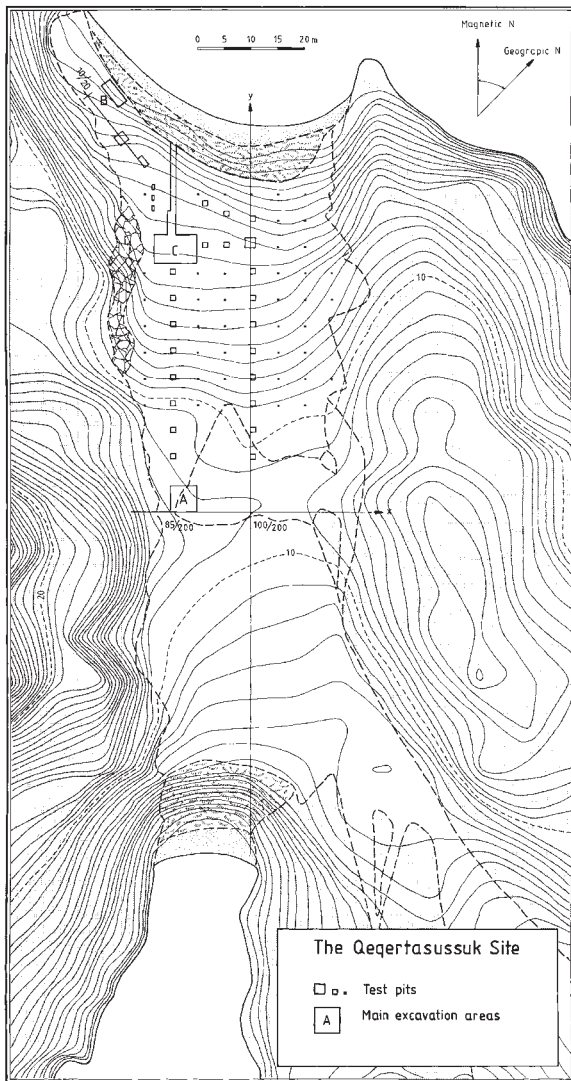 0 5 10 20 m
Magnetic N
Geograpic N
y
C
10
A
x
85/200
100/200
10
20
The Qeqertasussuk Site
Test pits
A Main excavation areas